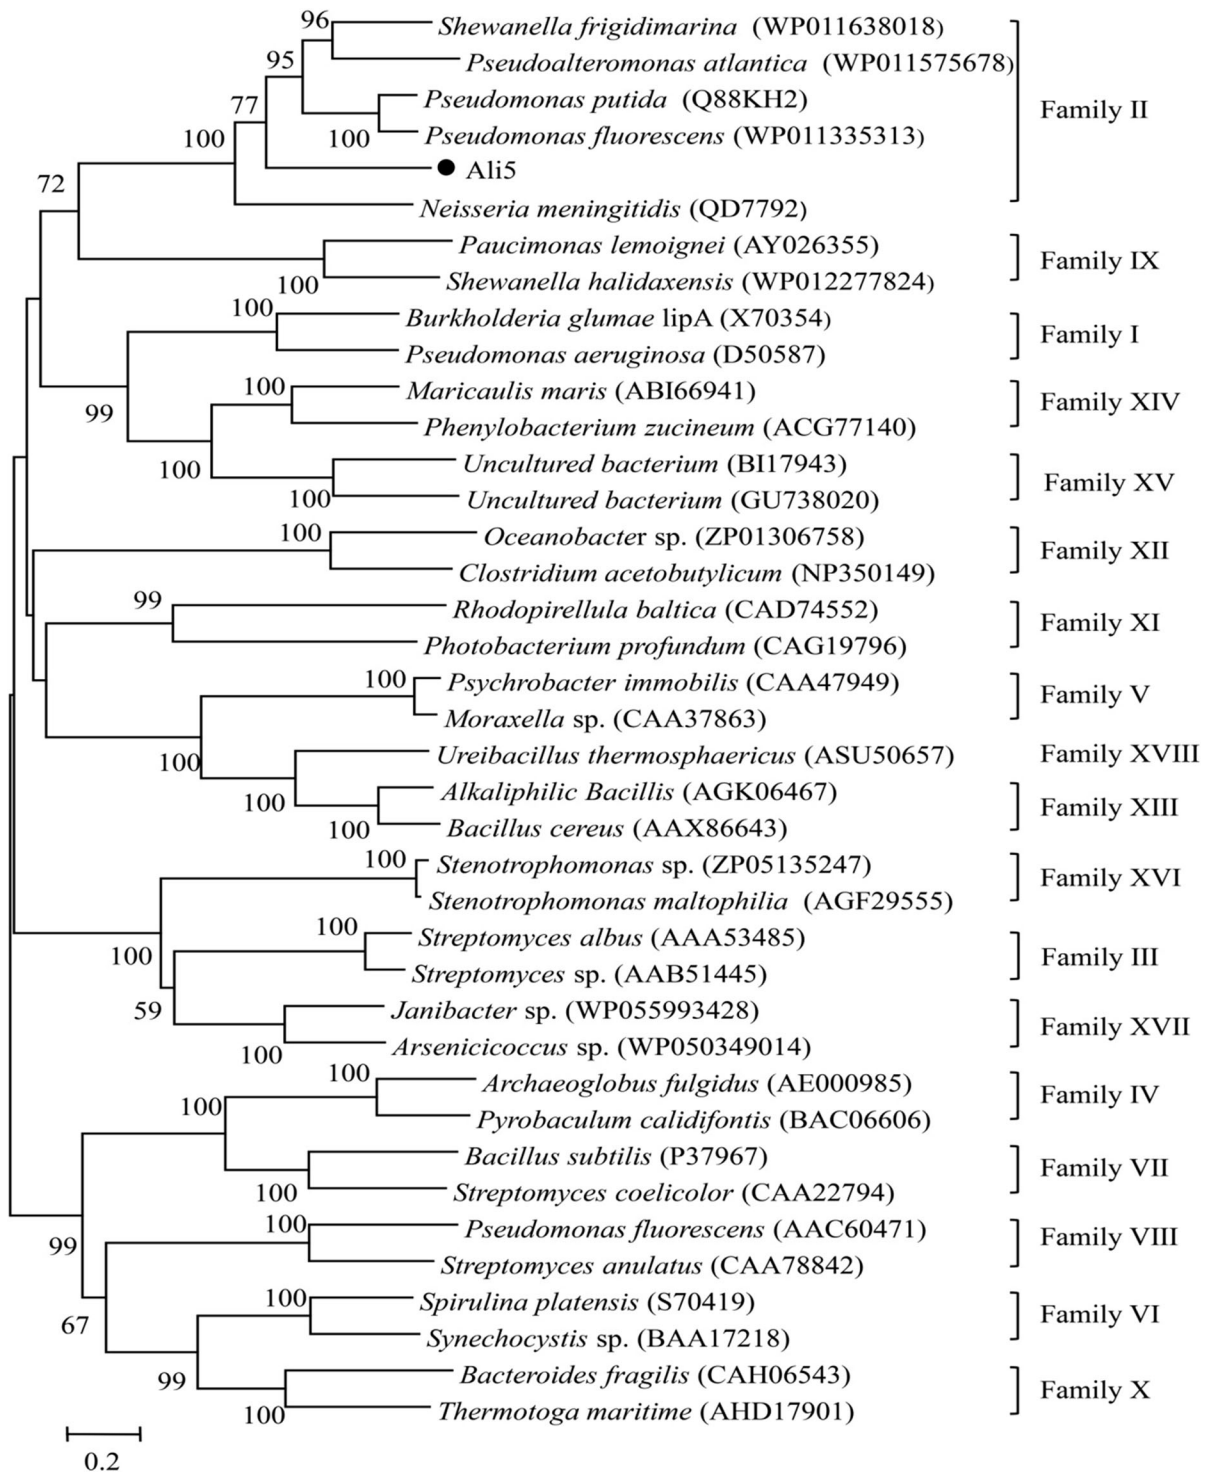 96
Shewanella frigidimarina (WP011638018)
95
Pseudoalteromonas atlantica (WP011575678)
77
Pseudomonas putida (Q88KH2)
Family II
100
100
Pseudomonas fluorescens (WP011335313)
Ali5
72
Neisseria meningitidis (QD7792)
Paucimonas lemoignei (AY026355)
Family IX
100
Shewanella halidaxensis (WP012277824)
100
Burkholderia glumae lipA (X70354)
Family I
Pseudomonas aeruginosa (D50587)
100
Maricaulis maris (ABI66941)
Family XIV
99
Phenylobacterium zucineum (ACG77140)
100
Uncultured bacterium (BI17943)
Family XV
100
Uncultured bacterium (GU738020)
100
Oceanobacter sp. (ZP01306758)
Family XII
Clostridium acetobutylicum (NP350149)
99
Rhodopirellula baltica (CAD74552)
Family XI
Photobacterium profundum (CAG19796)
100
Psychrobacter immobilis (CAA47949)
Family V
Moraxella sp. (CAA37863)
100
Ureibacillus thermosphaericus (ASU50657)
Family XVIII
100
Alkaliphilic Bacillis (AGK06467)
Family XIII
100
Bacillus cereus (AAX86643)
100
Stenotrophomonas sp. (ZP05135247)
Family XVI
Stenotrophomonas maltophilia (AGF29555)
100
100
Streptomyces albus (AAA53485)
Family III
Streptomyces sp. (AAB51445)
59
Janibacter sp. (WP055993428)
Family XVII
100
Arsenicicoccus sp. (WP050349014)
100
Archaeoglobus fulgidus (AE000985)
Family IV
100
Pyrobaculum calidifontis (BAC06606)
Bacillus subtilis (P37967)
Family VII
100
Streptomyces coelicolor (CAA22794)
100
Pseudomonas fluorescens (AAC60471)
Family VIII
99
Streptomyces anulatus (CAA78842)
100
Spirulina platensis (S70419)
Family VI
67
Synechocystis sp. (BAA17218)
99
Bacteroides fragilis (CAH06543)
Family X
100
Thermotoga maritime (AHD17901)
0.2